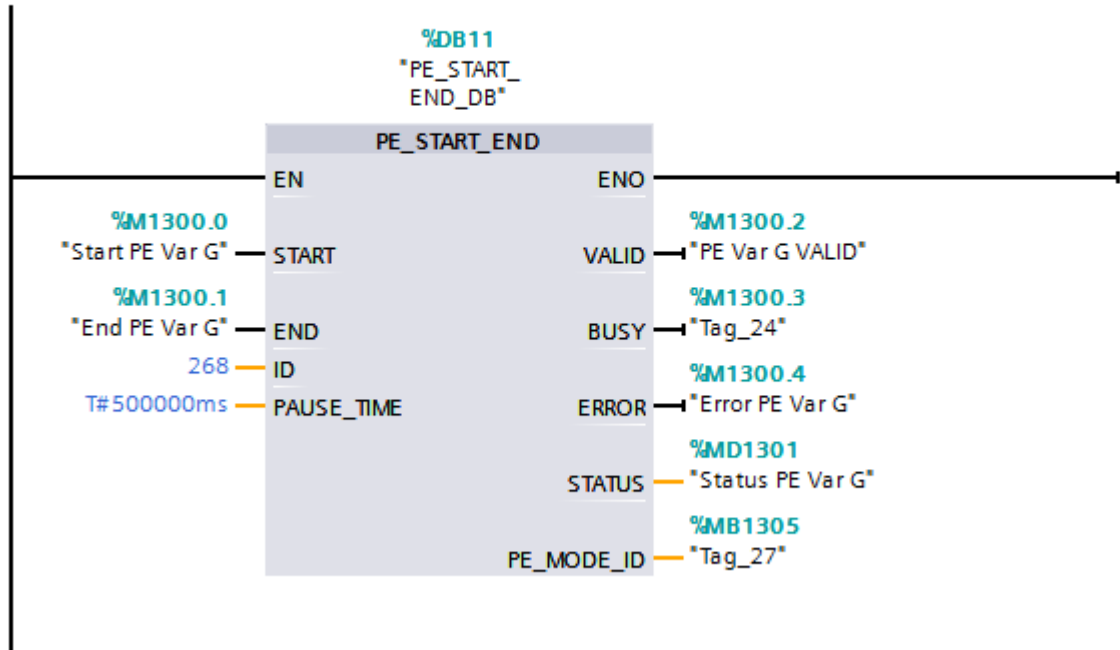 %DB11
"PE_START_
END_DB"
PE_START_END
EN ENO
%M1300.0 %M1300.2
"Start PE Var G" START VALID "PE Var G VALID"
%M1300.1 %M1300.3
"End PE Var G" END BUSY "Tag_24"
268 ID %M1300.4
T#500000ms PAUSE_TIME ERROR "Error PE Var G"
%MD1301
STATUS "Status PE Var G"
%MB1305
PE_MODE_ID "Tag_27"